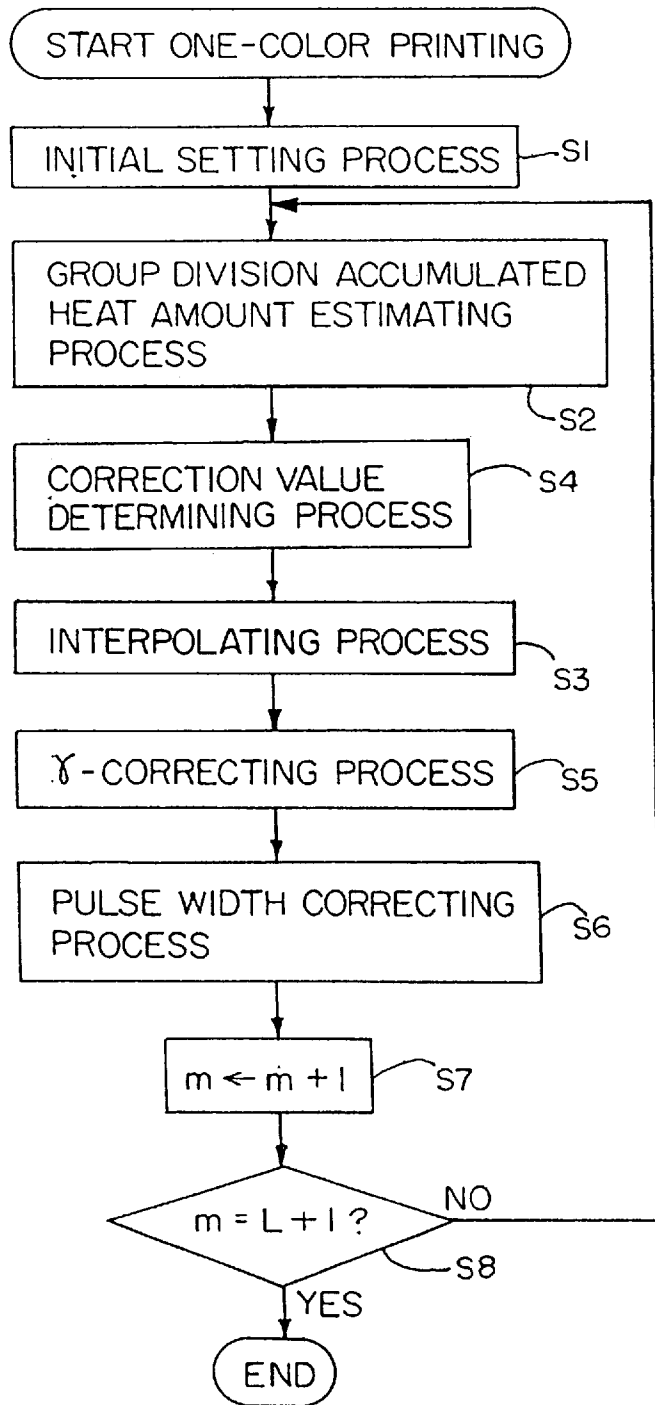 START ONE-COLOR PRINTING
INITIAL SETTING PROCESS
S1
GROUP DIVISION ACCUMULATED
HEAT AMOUNT ESTIMATING
PROCESS
S2
CORRECTION VALUE
DETERMINING PROCESS
S4
INTERPOLATING PROCESS
S3
γ-CORRECTING PROCESS
S5
PULSE WIDTH CORRECTING
PROCESS
S6
m ← m + 1
S7
m = L + 1 ?
NO
S8
YES
END